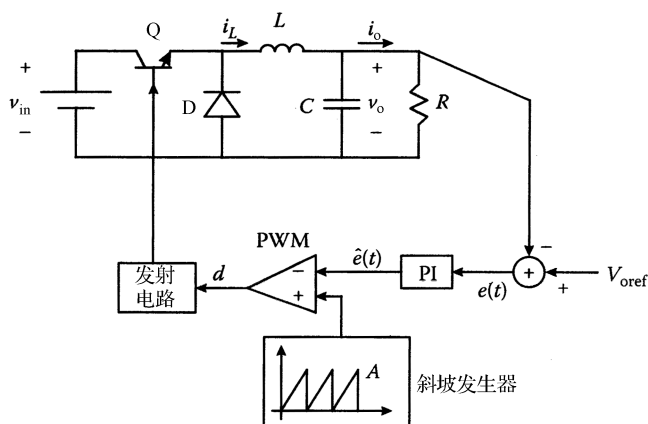 Q
i_L
L
i_o
+
v_in
−
D
C
+
v_o
−
R
PWM
发射
电路
d
−
+
ê(t)
PI
e(t)
−
+
+
V_oref
A
斜坡发生器